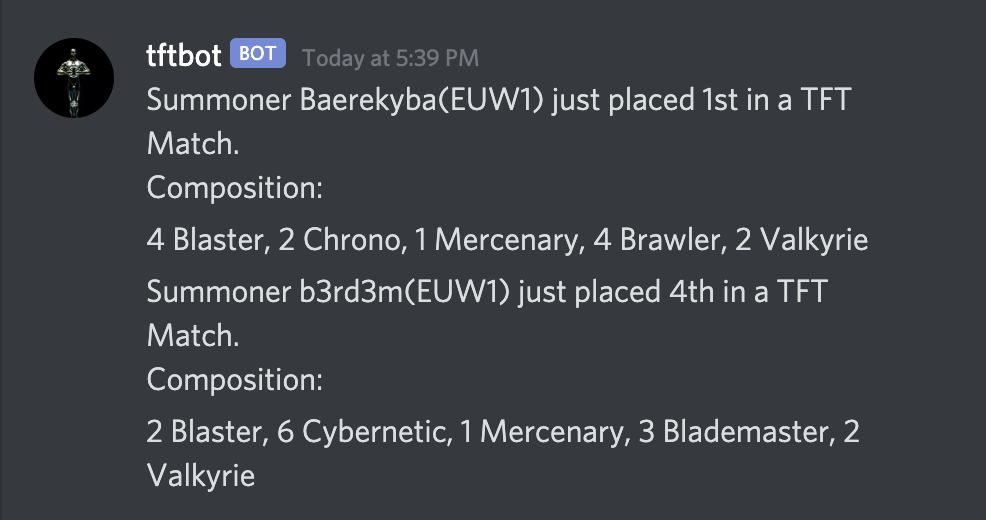 tftbot BOT Today at 5:39 PM
Summoner Baerekyba(EUW1) just placed 1st in a TFT
Match.
Composition:
4 Blaster, 2 Chrono, 1 Mercenary, 4 Brawler, 2 Valkyrie
Summoner b3rd3m(EUW1) just placed 4th in a TFT
Match.
Composition:
2 Blaster, 6 Cybernetic, 1 Mercenary, 3 Blademaster, 2
Valkyrie